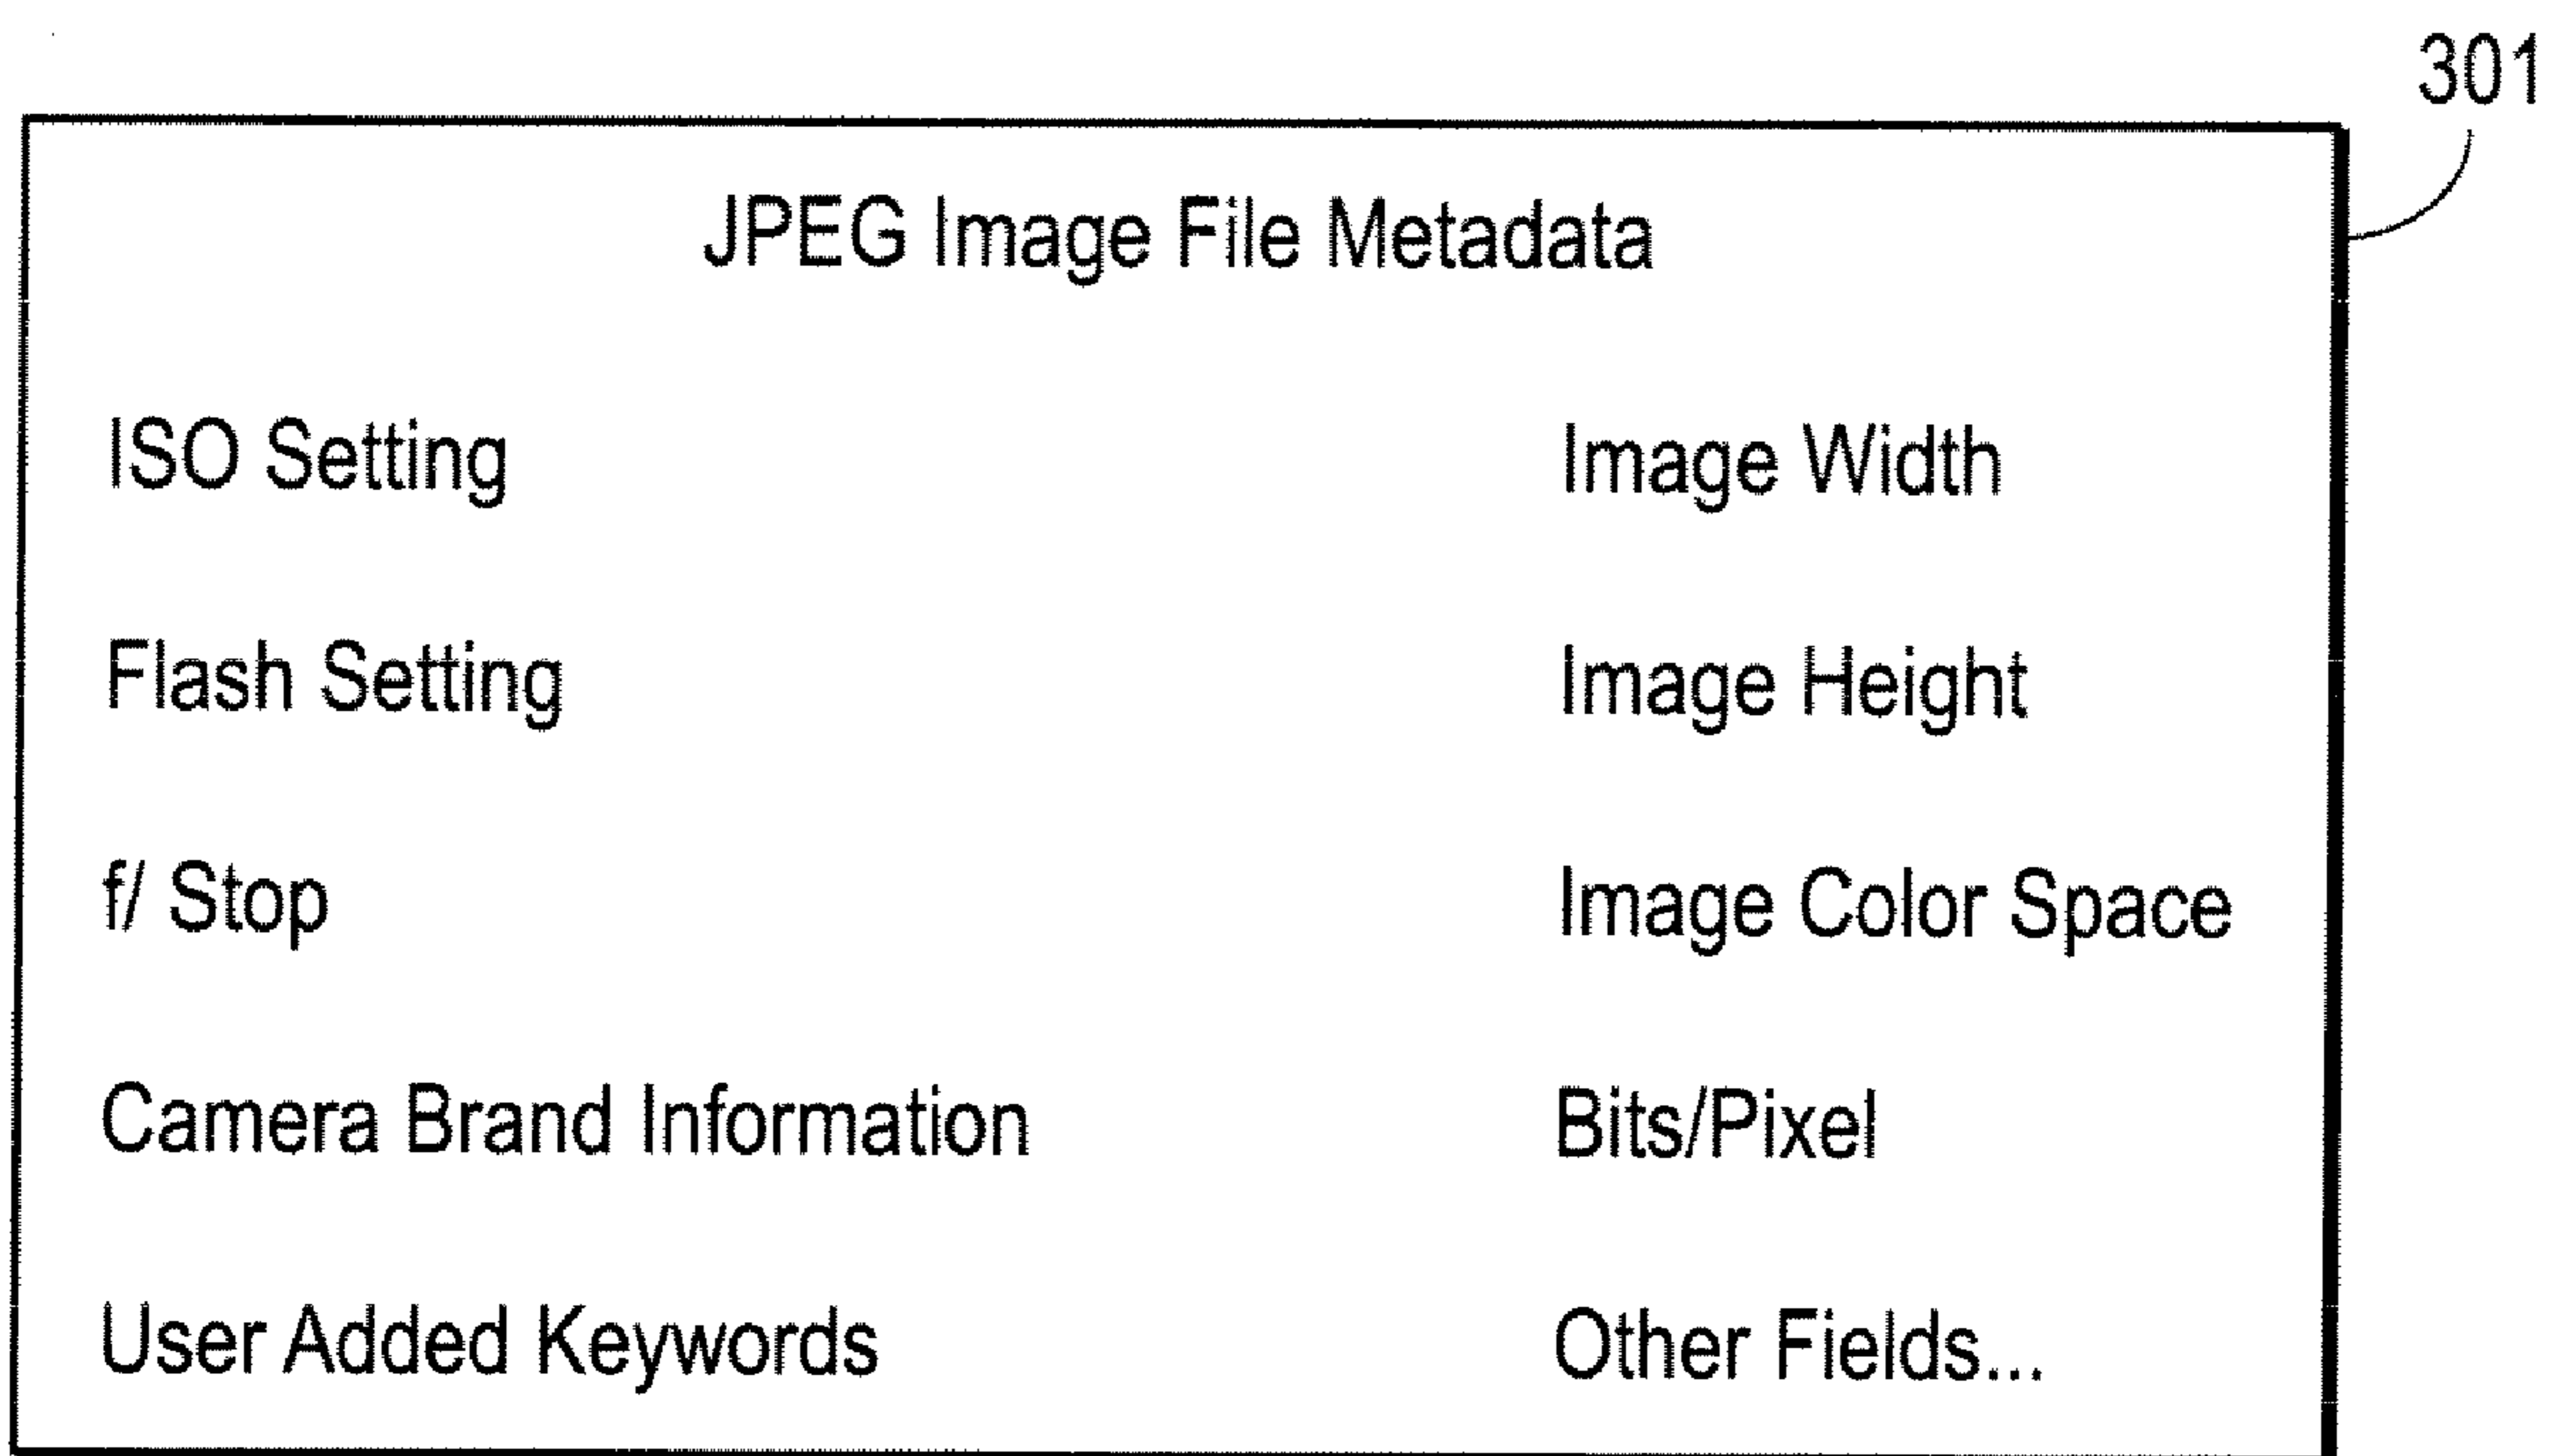 301
JPEG Image File Metadata
ISO Setting
Image Width
Flash Setting
Image Height
f/ Stop
Image Color Space
Camera Brand Information
Bits/Pixel
User Added Keywords
Other Fields...